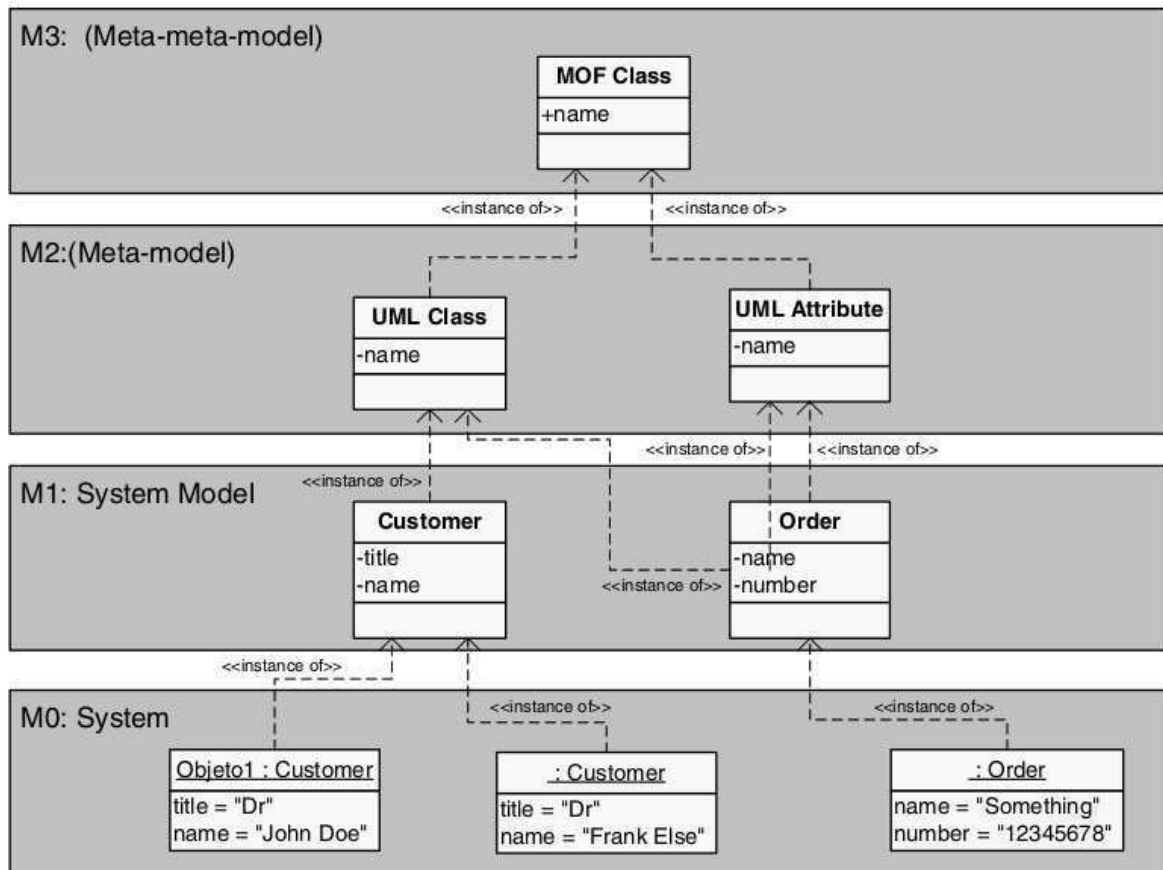 M3: (Meta-meta-model)
MOF Class
+name
<<instance of>>
<<instance of>>
M2:(Meta-model)
UML Class
-name
UML Attribute
-name
<<instance of>>
<<instance of>>
<<instance of>>
M1: System Model
Customer
-title
-name
Order
-name
-number
<<instance of>>
<<instance of>>
<<instance of>>
<<instance of>>
M0: System
Objeto1 : Customer
title = "Dr"
name = "John Doe"
: Customer
title = "Dr"
name = "Frank Else"
: Order
name = "Something"
number = "12345678"